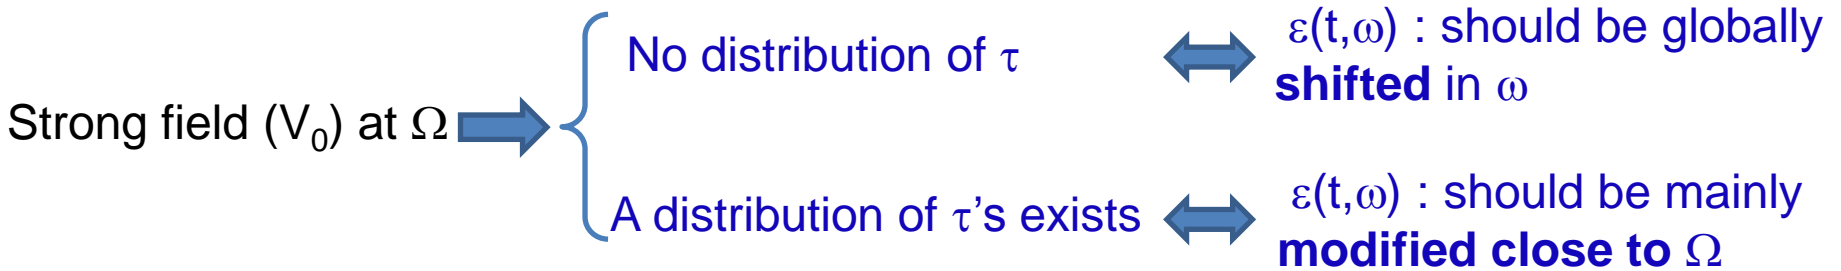 Strong field (V₀) at Ω
No distribution of τ
ε(t,ω) : should be globally
shifted in ω
A distribution of τ's exists
ε(t,ω) : should be mainly
modified close to Ω